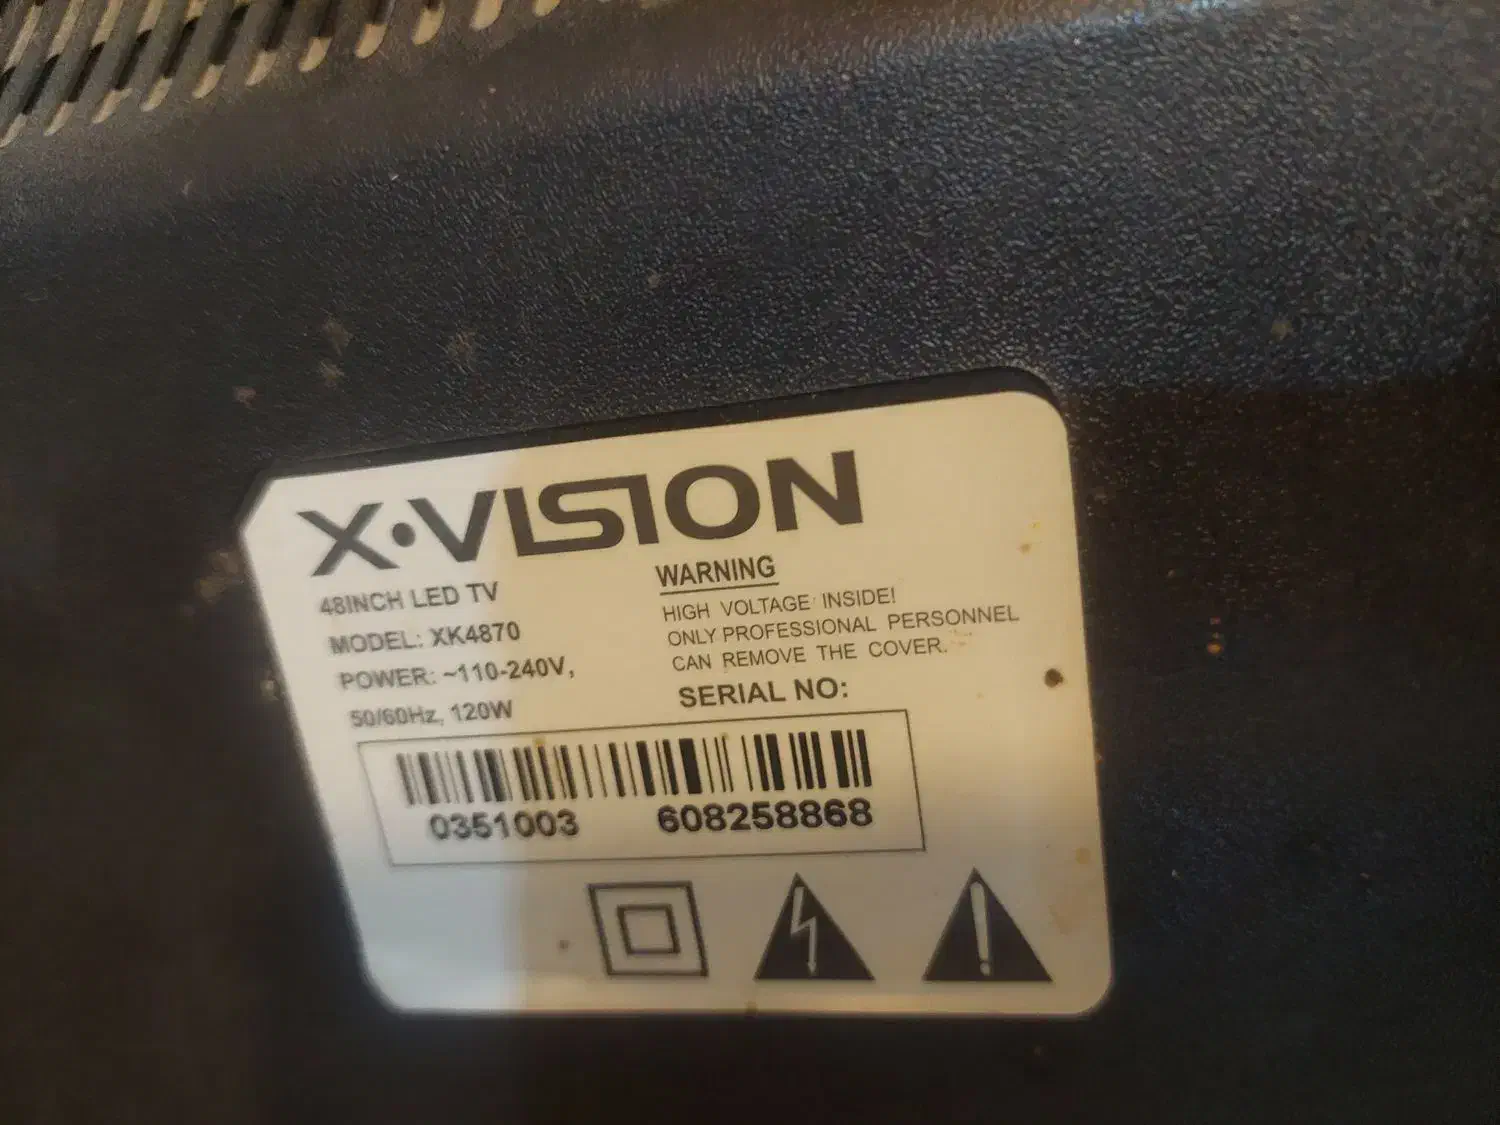 X·VISION
48INCH LED TV
MODEL: XK4870
POWER: ~110-240V,
50/60Hz, 120W
WARNING
HIGH VOLTAGE INSIDE!
ONLY PROFESSIONAL PERSONNEL
CAN REMOVE THE COVER.
SERIAL NO:
0351003 608258868